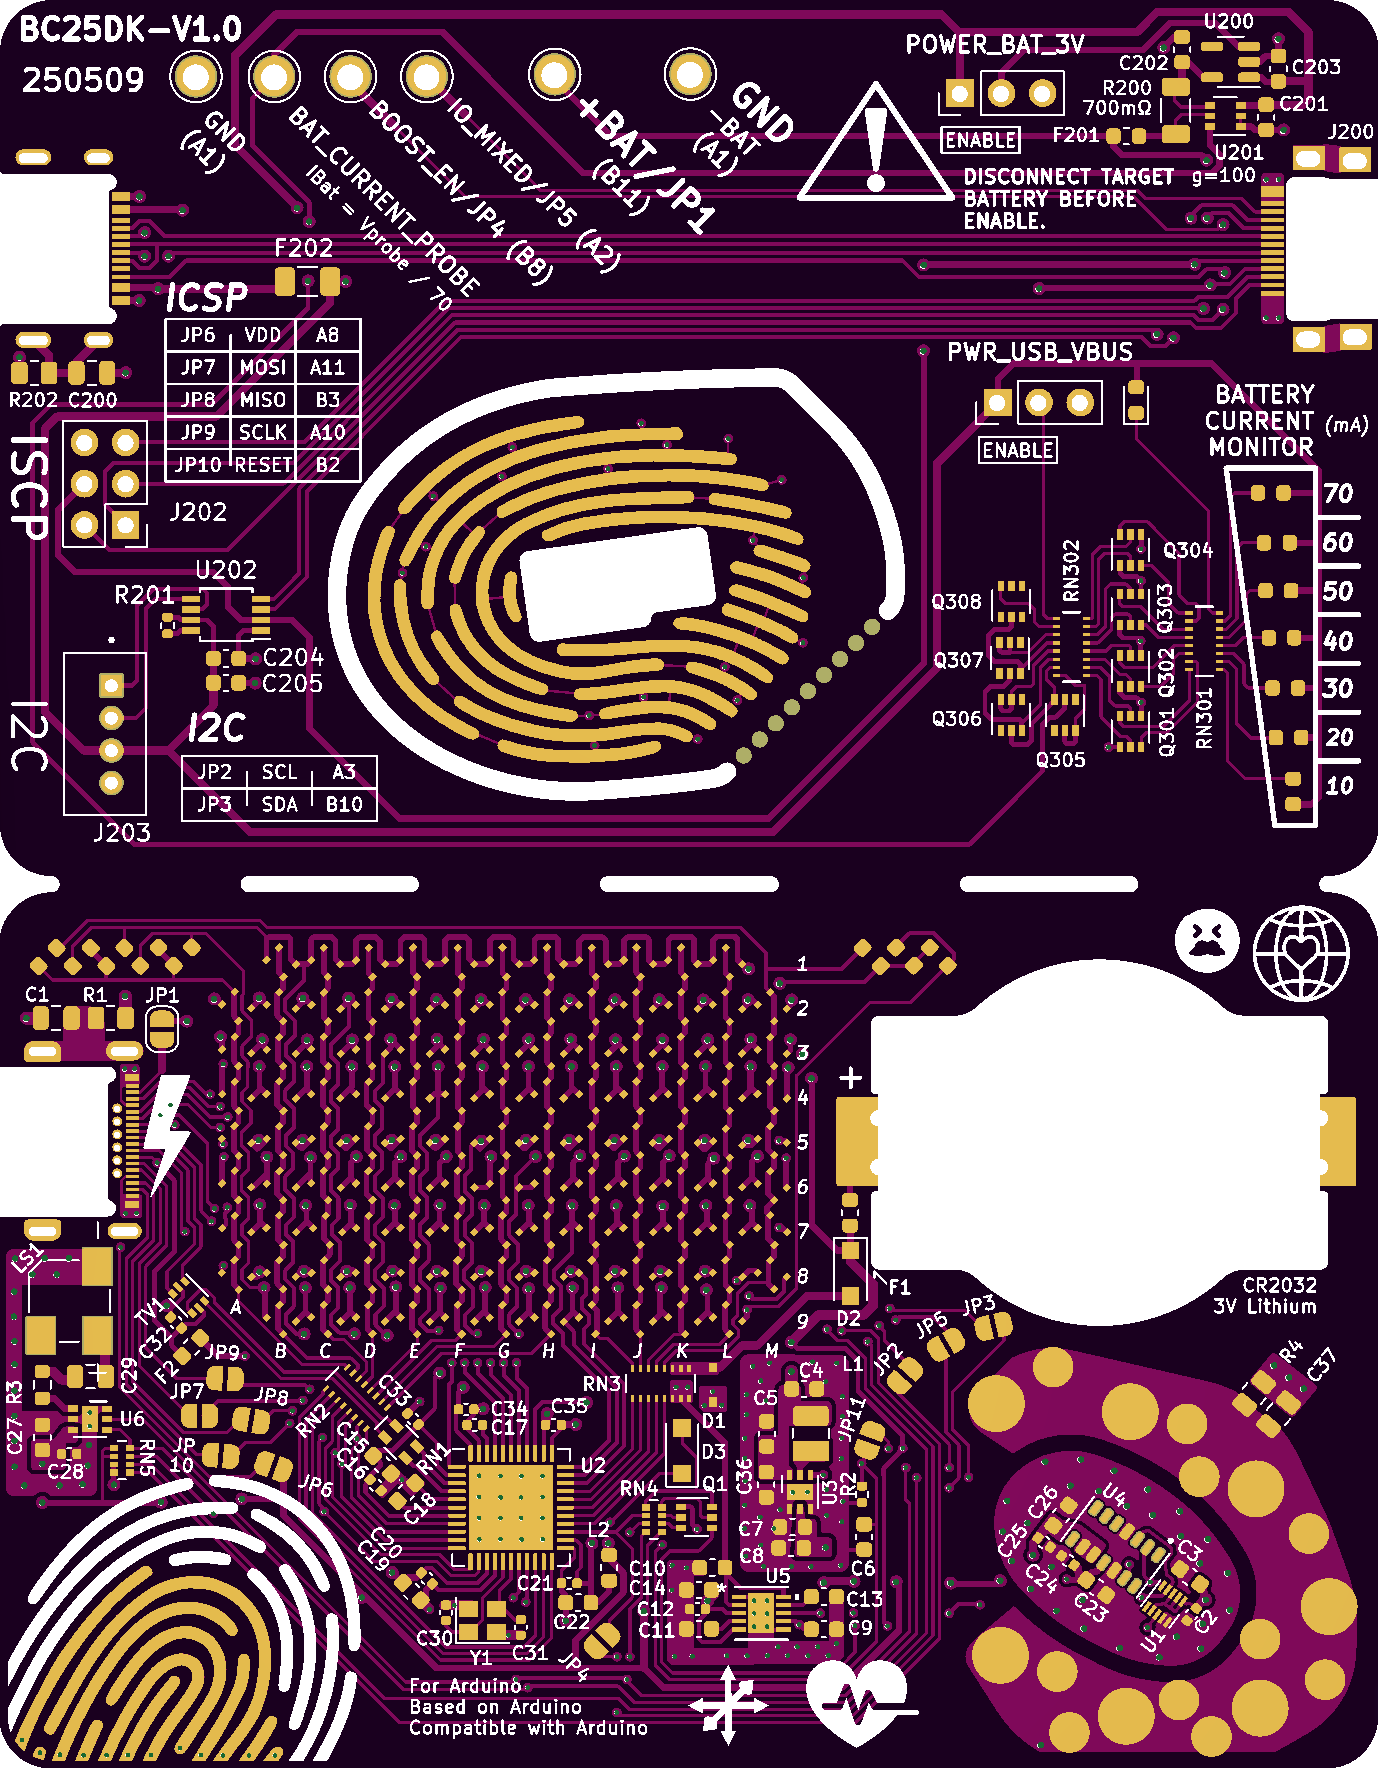 BC25DK-V1.0
250509
GND
(A1)
BAT_CURRENT_PROBE
IBat = Vprobe / 70
BOOST_EN/JP4 (B8)
IO_MIXED/JP5 (A2)
+BAT/JP1
(B11)
GND
-BAT
(A1)
POWER_BAT_3V
ENABLE
DISCONNECT TARGET
BATTERY BEFORE
ENABLE.
U200
C202
C203
R200
700mΩ
C201
F201
U201
g=100
J200
F202
ICSP
JP6 VDD A8
JP7 MOSI A11
JP8 MISO B3
JP9 SCLK A10
JP10 RESET B2
R202
C200
ISCP
J202
PWR_USB_VBUS
ENABLE
BATTERY
CURRENT
MONITOR
(mA)
70
60
50
40
30
20
10
U202
R201
C204
C205
I2C
I2C
JP2 SCL A3
JP3 SDA B10
J203
RN302
Q304
Q308
Q303
Q307
Q302
Q306
Q305
Q301
RN301
C1
R1
JP1
1
2
3
4
5
6
7
8
9
A
B C D E F G H I J K L M
+
CR2032
3V Lithium
F1
D2
LS1
TV1
C32
F2
JP9
JP7
JP8
JP
10
JP6
R3
C29
U6
C27
C28
RN5
RN2
C33
C15
C16
RN1
C18
C34
C17
C35
U2
C20
C19
C21
C22
C30
C31
Y1
L2
JP4
RN3
D1
D3
Q1
RN4
L1
C4
C5
C36
U3
R2
C7
C8
C6
U5
C10
C14
C12
C11
*
C13
C9
JP11
JP2
JP5
JP3
R4
C37
C26
U4
C25
C24
C23
C3
C2
U1
For Arduino
Based on Arduino
Compatible with Arduino